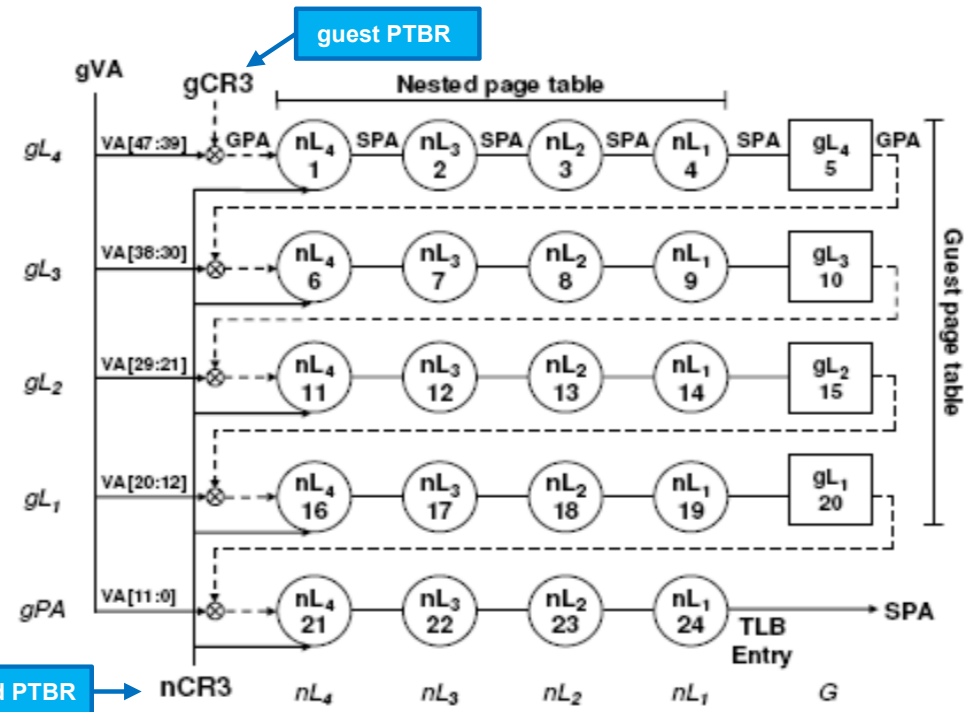 guest PTBR
gVA
gCR3
Nested page table
gL4 VA[47:39] GPA nL4 1 SPA nL3 2 SPA nL2 3 SPA nL1 4 SPA gL4 5 GPA
gL3 VA[38:30] nL4 6 nL3 7 nL2 8 nL1 9 gL3 10
gL2 VA[29:21] nL4 11 nL3 12 nL2 13 nL1 14 gL2 15
gL1 VA[20:12] nL4 16 nL3 17 nL2 18 nL1 19 gL1 20
Guest page table
gPA VA[11:0] nL4 21 nL3 22 nL2 23 nL1 24 SPA
TLB
Entry
PTBR nCR3 nL4 nL3 nL2 nL1 G